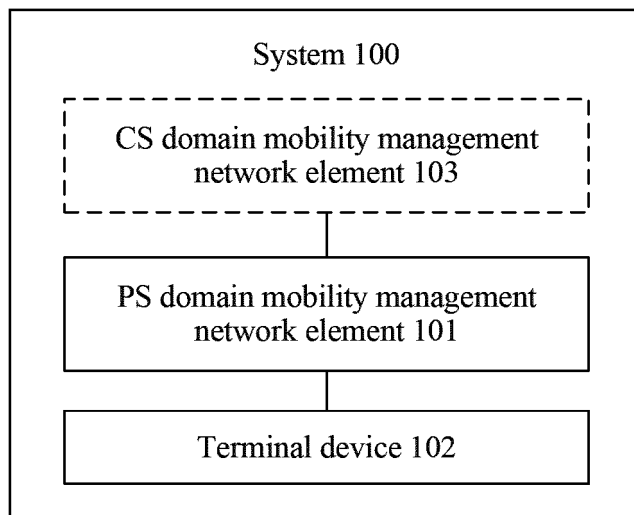 System 100
CS domain mobility management
network element 103
PS domain mobility management
network element 101
Terminal device 102